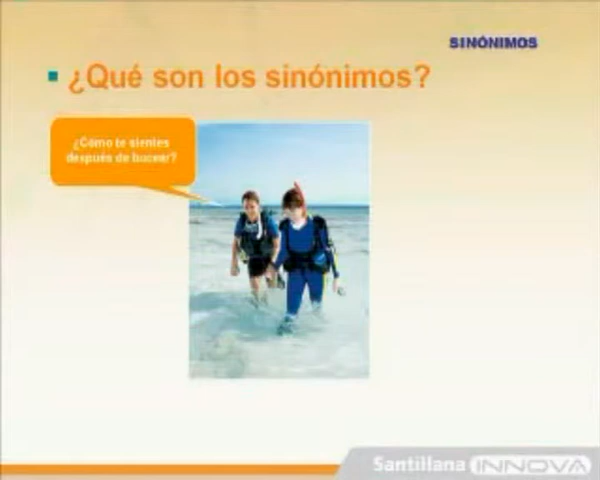 SINÓNIMOS
¿Qué son los sinónimos?
¿Cómo te sientes
después de bucear?
Santillana INNOVA